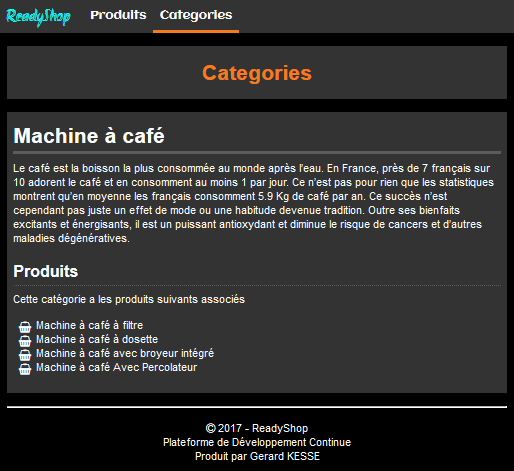 ReadyShop Produits Categories
Categories
Machine à café
Le café est la boisson la plus consommée au monde après l'eau. En France, près de 7 français sur
10 adorent le café et en consomment au moins 1 par jour. Ce n'est pas pour rien que les statistiques
montrent qu'en moyenne les français consomment 5.9 Kg de café par an. Ce succès n'est
cependant pas juste un effet de mode ou une habitude devenue tradition. Outre ses bienfaits
excitants et énergisants, il est un puissant antioxydant et diminue le risque de cancers et d'autres
maladies dégénératives.
Produits
Cette catégorie a les produits suivants associés
Machine à café à filtre
Machine à café à dosette
Machine à café avec broyeur intégré
Machine à café Avec Percolateur
© 2017 - ReadyShop
Plateforme de Développement Continue
Produit par Gerard KESSE